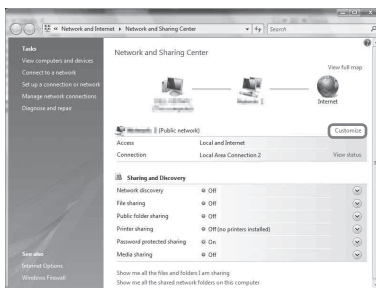 « Network and Internet ▸ Network and Sharing Center
Search
Tasks
View computers and devices
Connect to a network
Set up a connection or network
Manage network connections
Diagnose and repair
See also
Internet Options
Windows Firewall
Network and Sharing Center
View full map
Internet
(Public network)
Customize
Access Local and Internet
Connection Local Area Connection 2 View status
Sharing and Discovery
Network discovery Off
File sharing Off
Public folder sharing Off
Printer sharing Off (no printers installed)
Password protected sharing On
Media sharing Off
Show me all the files and folders I am sharing
Show me all the shared network folders on this computer